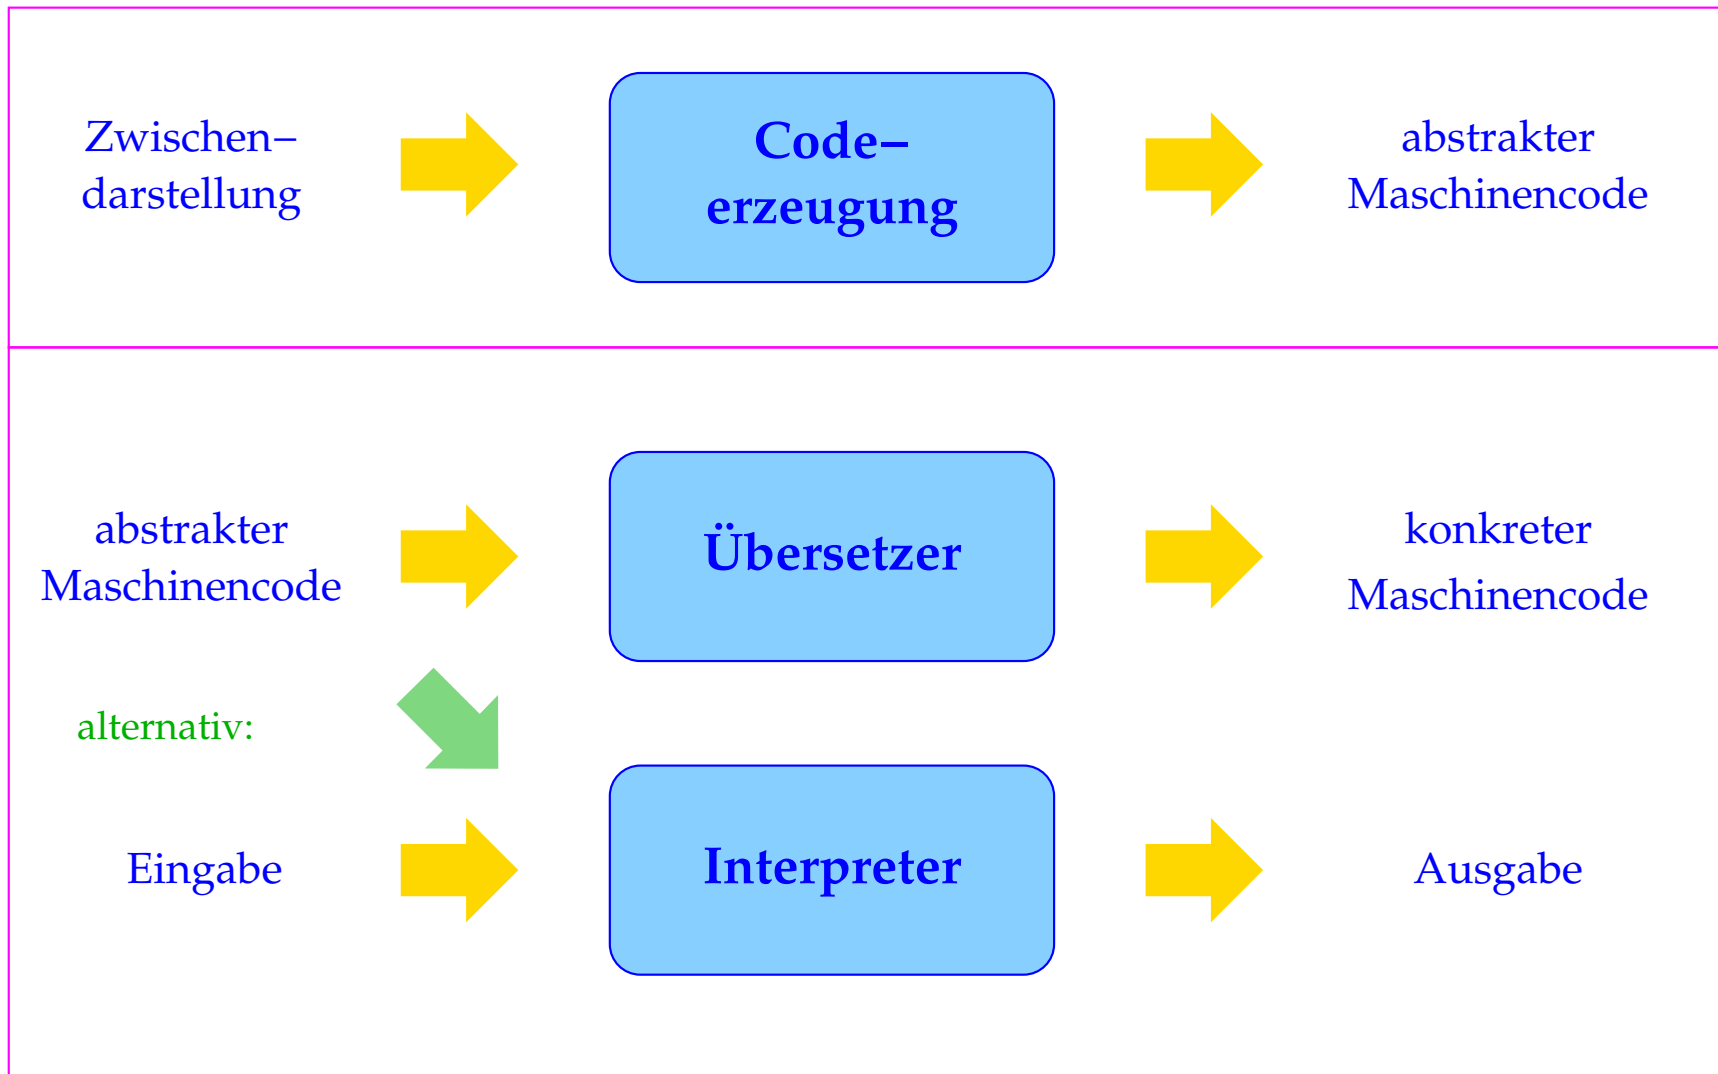 Zwischen–
darstellung
Code–
erzeugung
abstrakter
Maschinencode
abstrakter
Maschinencode
Übersetzer
konkreter
Maschinencode
alternativ:
Eingabe
Interpreter
Ausgabe